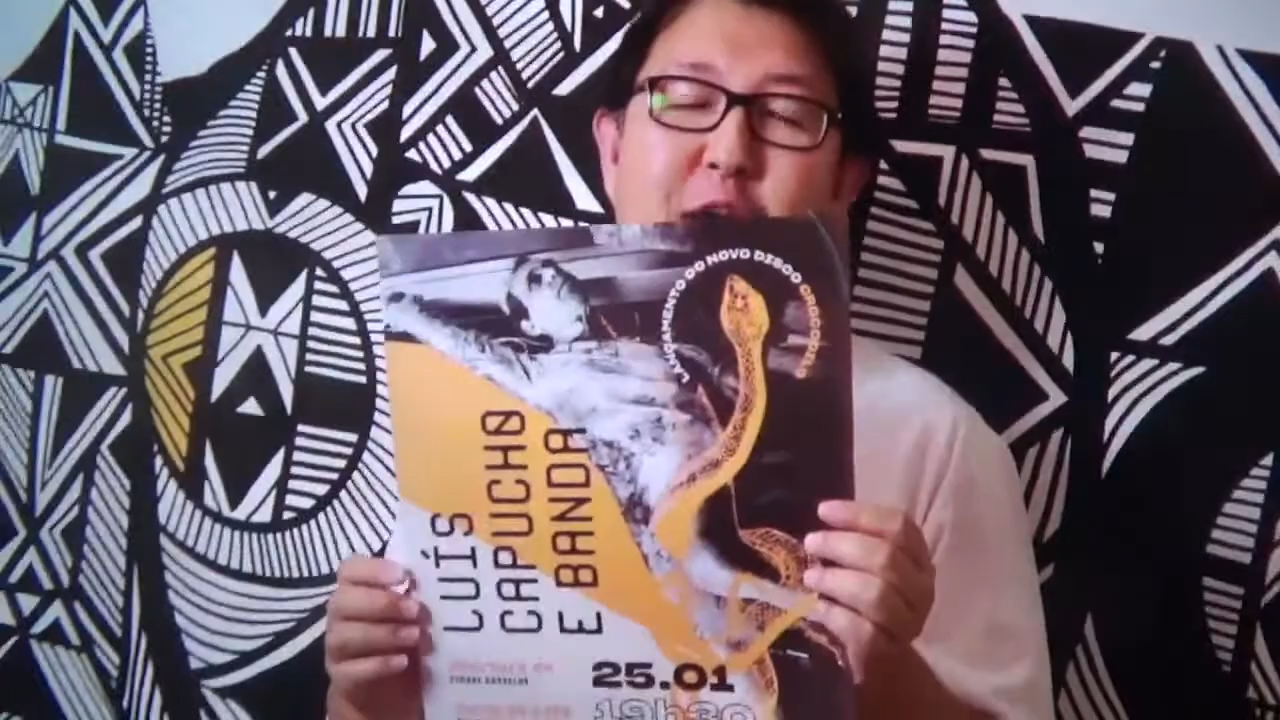 LANÇAMENTO DO NOVO DISCO CROCODILO
LUÍS
CAPUCHO
E BANDA
25.01
19h30